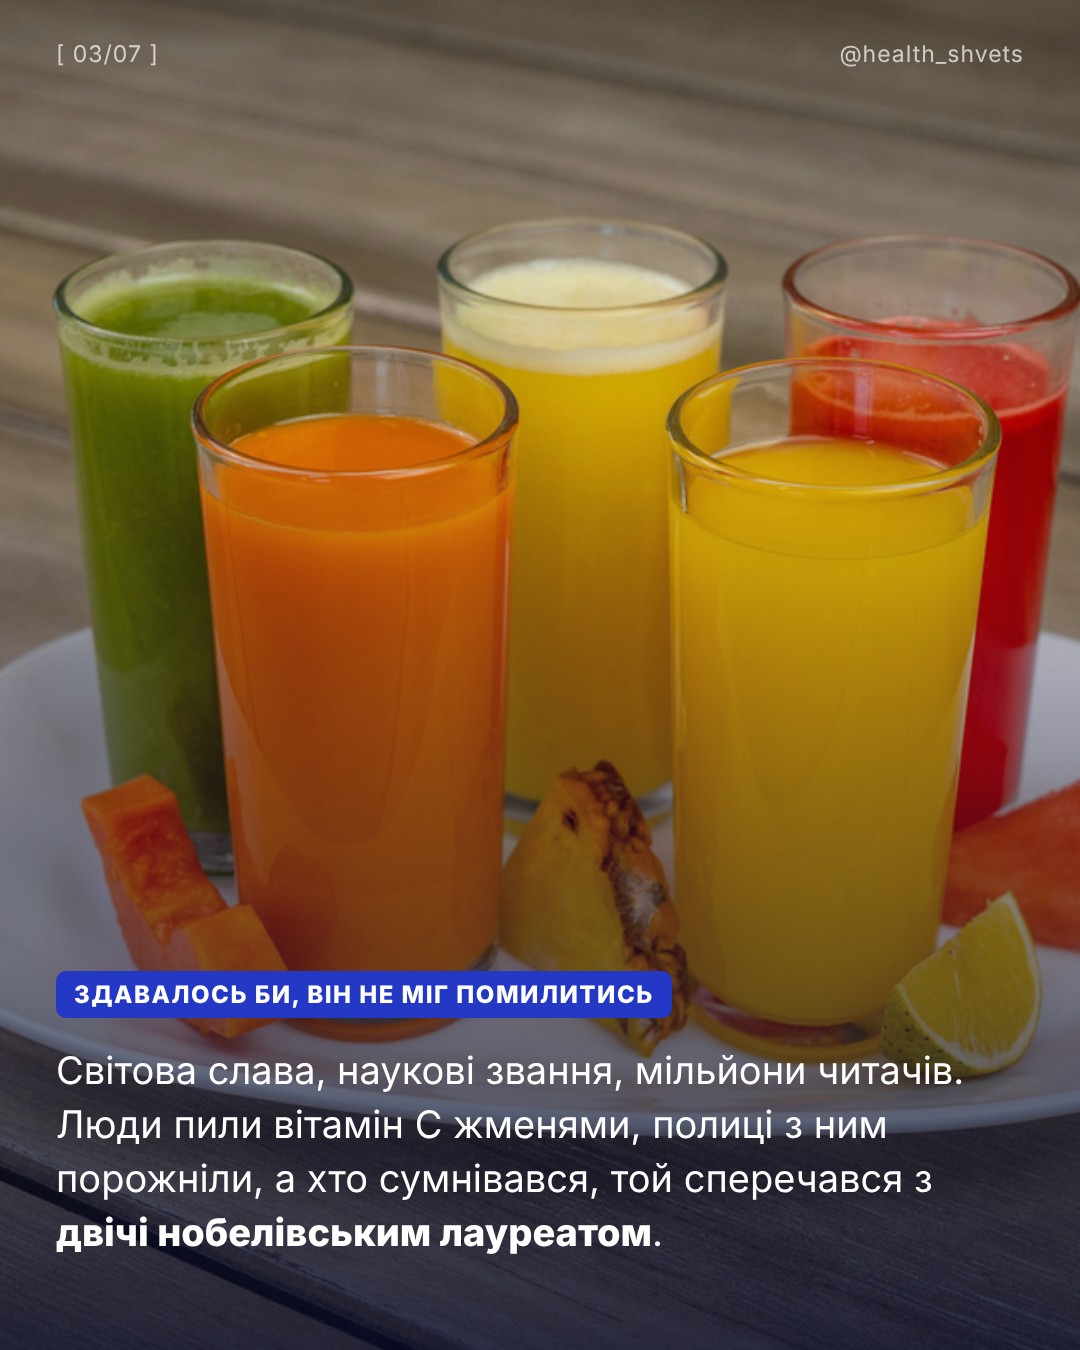 [ 03/07 ]
@health_shvets
ЗДАВАЛОСЬ БИ, ВІН НЕ МІГ ПОМИЛИТИСЬ
Світова слава, наукові звання, мільйони читачів.
Люди пили вітамін С жменями, полиці з ним
порожніли, а хто сумнівався, той сперечався з
двічі нобелівським лауреатом.